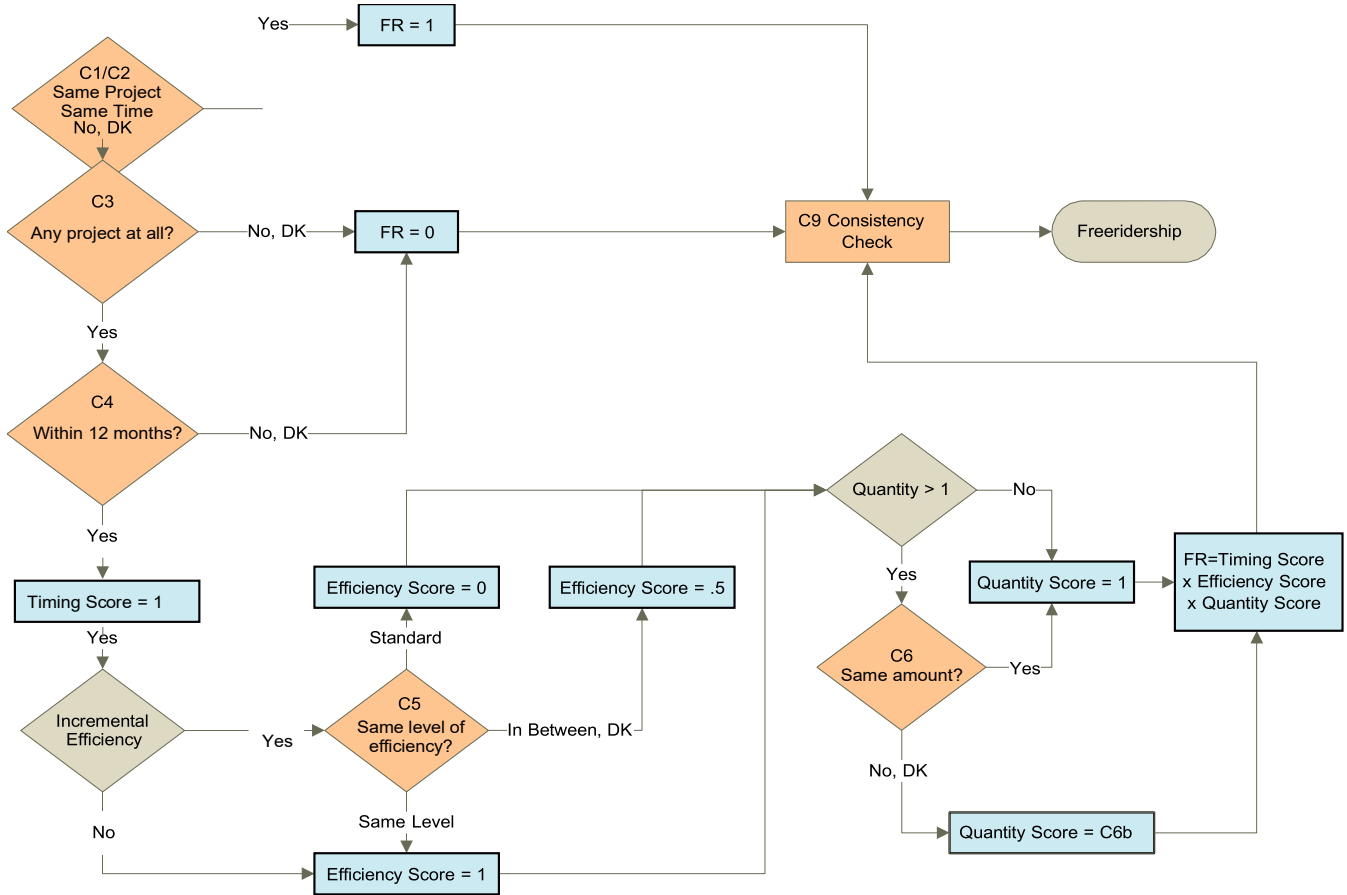 Yes
FR = 1
C1/C2
Same Project
Same Time
No, DK
C3
Any project at all?
No, DK
FR = 0
C9 Consistency
Check
Freeridership
Yes
C4
Within 12 months?
No, DK
Yes
Timing Score = 1
Yes
Incremental
Efficiency
Yes
No
Efficiency Score = 0
Standard
C5
Same level of
efficiency?
In Between, DK
Efficiency Score = .5
Same Level
Efficiency Score = 1
Quantity > 1
No
Yes
Quantity Score = 1
C6
Same amount?
Yes
No, DK
Quantity Score = C6b
FR=Timing Score
x Efficiency Score
x Quantity Score